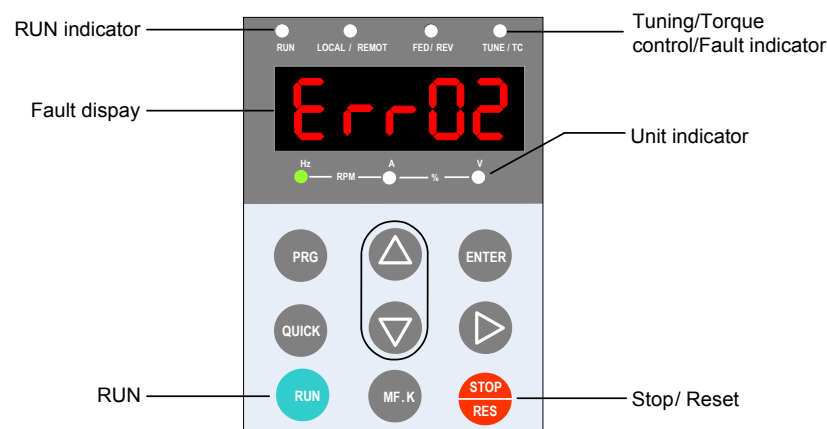 RUN indicator
Tuning/Torque
control/Fault indicator
RUN LOCAL / REMOT FED/ REV TUNE / TC
Fault dispay
Err02
Unit indicator
Hz RPM A % V
PRG
ENTER
QUICK
RUN
RUN
MF.K
STOP
RES
Stop/ Reset